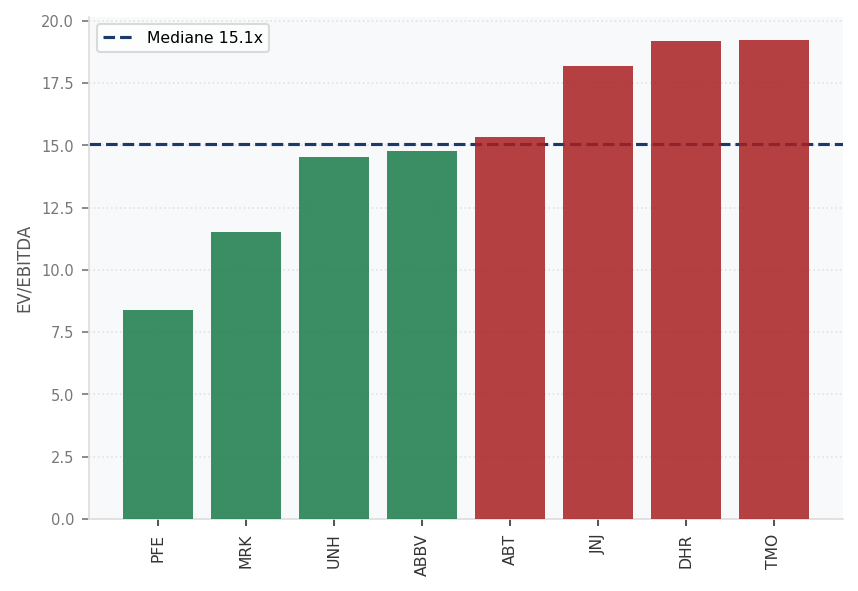 Mediane 15.1x
EV/EBITDA
20.0
17.5
15.0
12.5
10.0
7.5
5.0
2.5
0.0
PFE
MRK
UNH
ABBV
ABT
JNJ
DHR
TMO